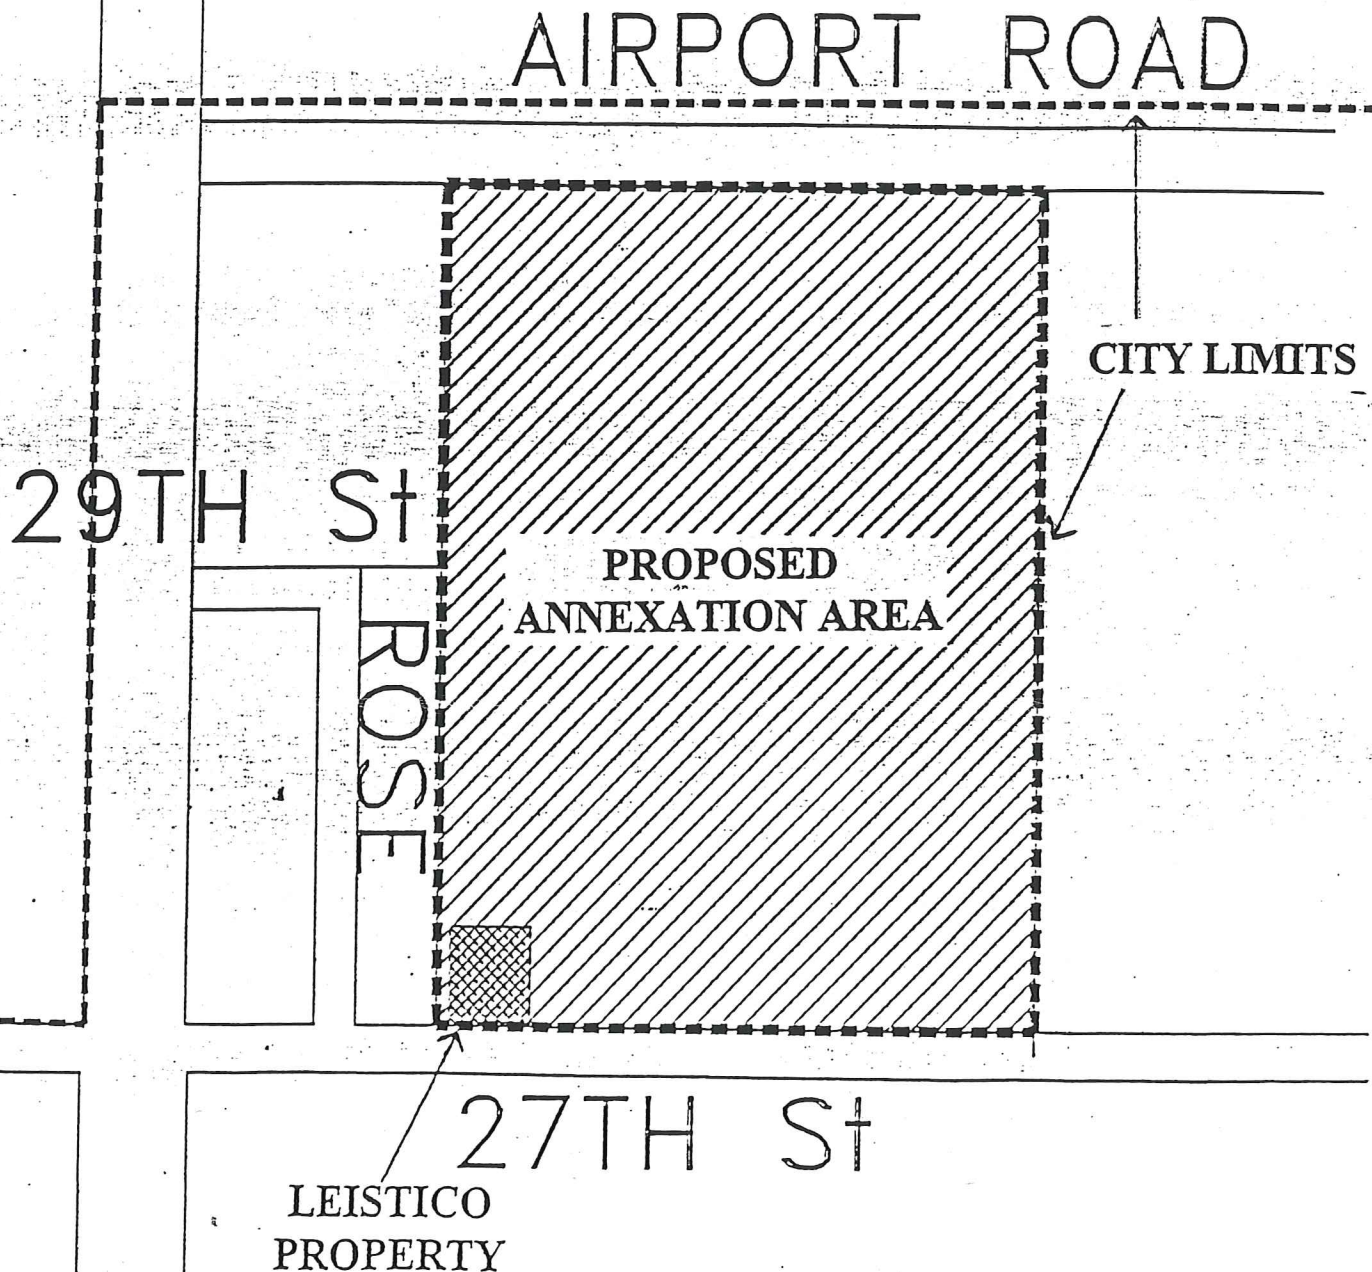 AIRPORT ROAD
CITY LIMITS
29TH St
PROPOSED
ANNEXATION AREA
ROSE
27TH St
LEISTICO
PROPERTY